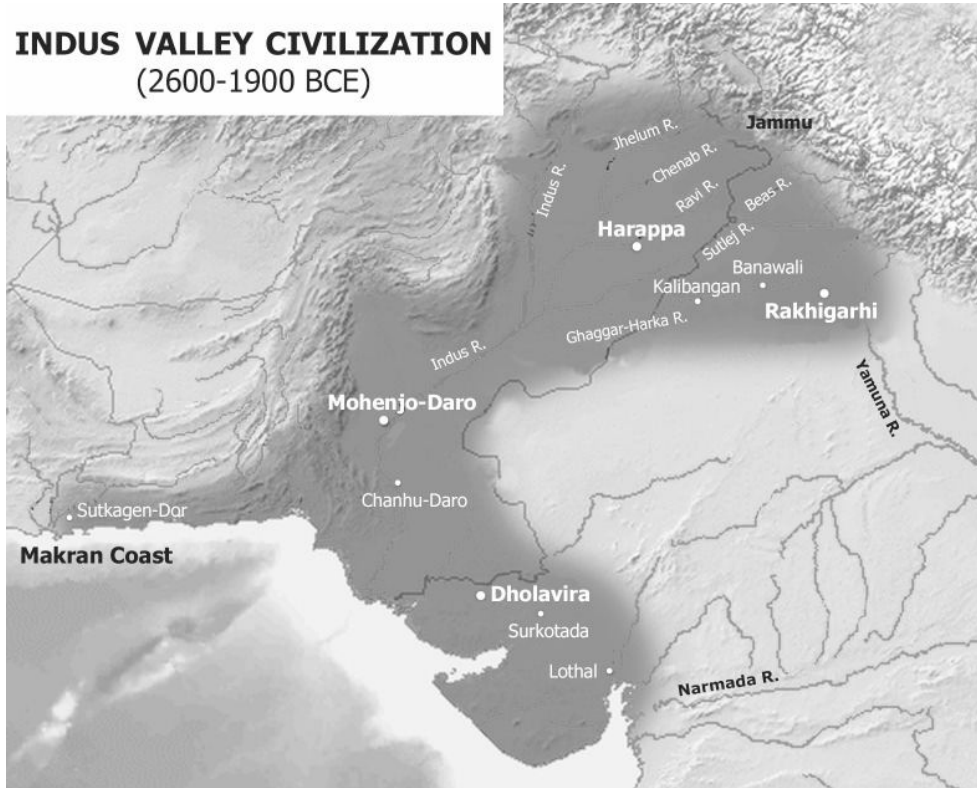 INDUS VALLEY CIVILIZATION
(2600-1900 BCE)
Jammu
Jhelum R.
Chenab R.
Indus R.
Ravi R.
Beas R.
Harappa
Sutlej R.
Banawali
Kalibangan
Rakhigarhi
Ghaggar-Harka R.
Indus R.
Yamuna R.
Mohenjo-Daro
Chanhu-Daro
Sutkagen-Dor
Makran Coast
Dholavira
Surkotada
Lothal
Narmada R.